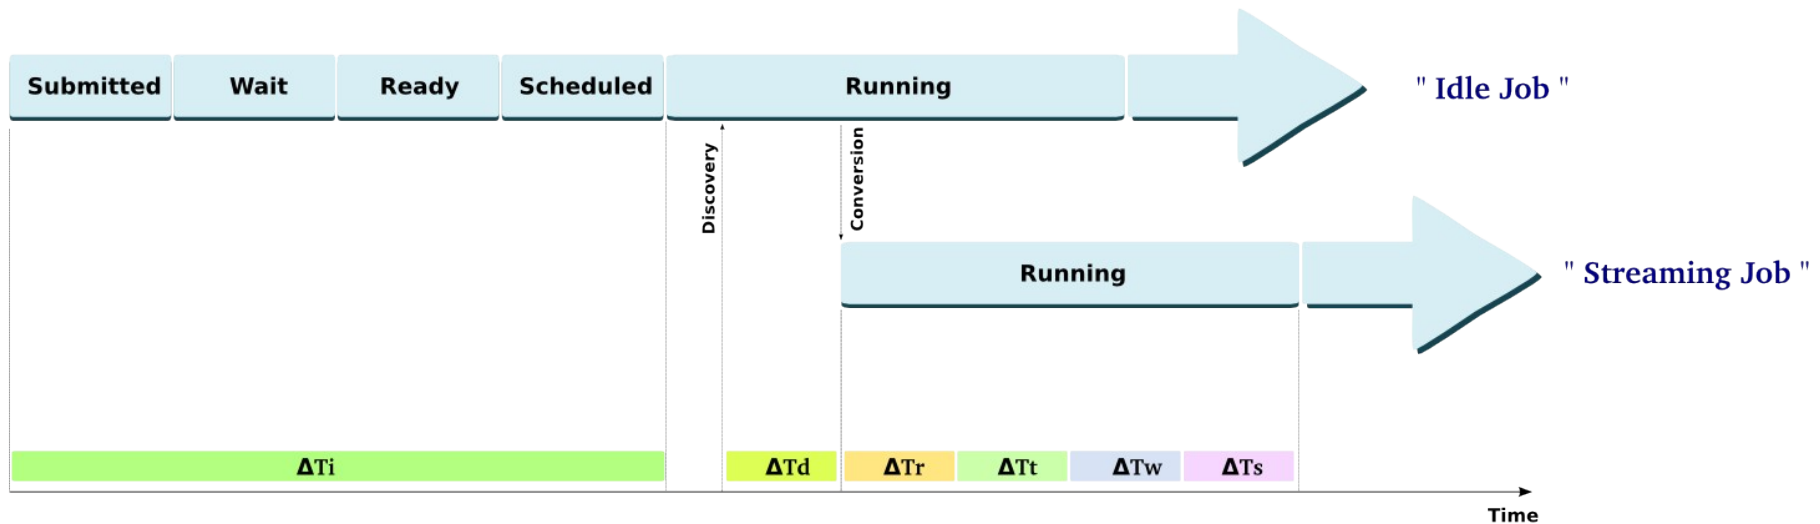 Submitted
Wait
Ready
Scheduled
Running
" Idle Job "
Discovery
Conversion
Running
" Streaming Job "
ΔTi
ΔTd
ΔTr
ΔTt
ΔTw
ΔTs
Time